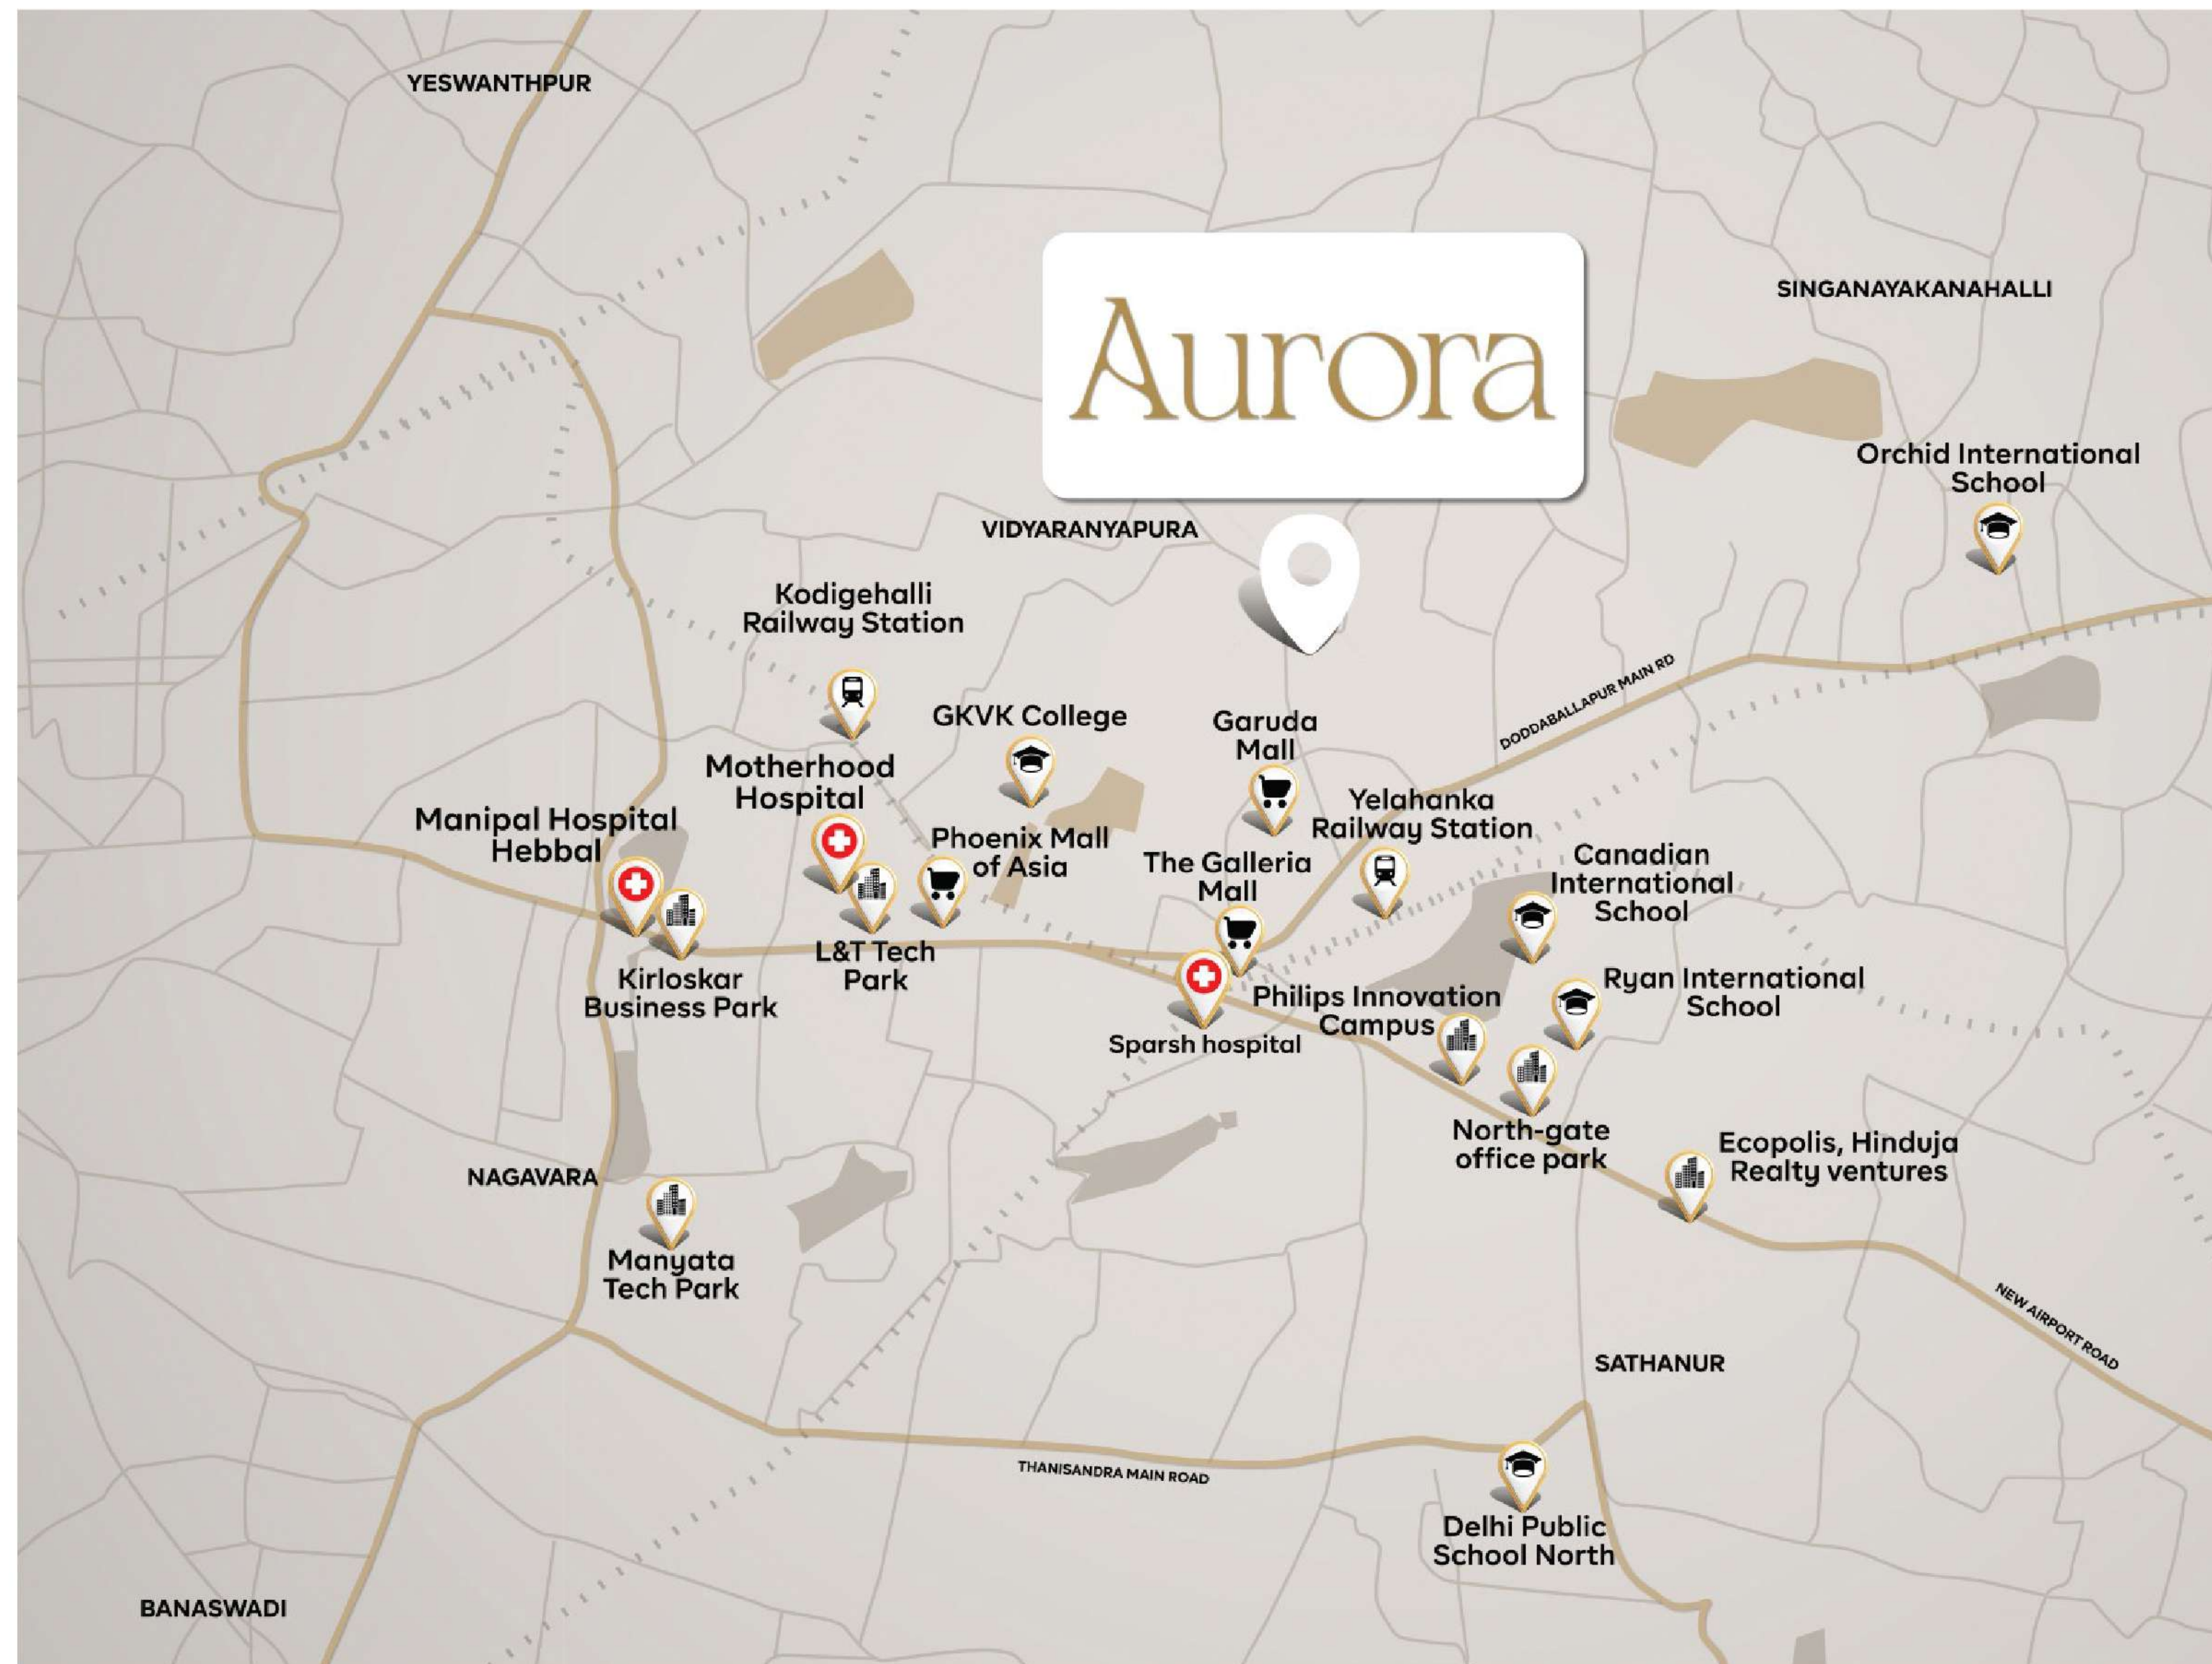 YESWANTHPUR
SINGANAYAKANAHALLI
Aurora
Orchid International
School
VIDYARANYAPURA
Kodigehalli
Railway Station
DODDABALLAPUR MAIN RD
GKVK College
Garuda
Mall
Motherhood
Hospital
Yelahanka
Railway Station
Manipal Hospital
Hebbal
Phoenix Mall
of Asia
The Galleria
Mall
Canadian
International
School
L&T Tech
Park
Kirloskar
Business Park
Ryan International
School
Philips Innovation
Campus
Sparsh hospital
North-gate
office park
Ecopolis, Hinduja
Realty ventures
NAGAVARA
Manyata
Tech Park
NEW AIRPORT ROAD
SATHANUR
THANISANDRA MAIN ROAD
Delhi Public
School North
BANASWADI